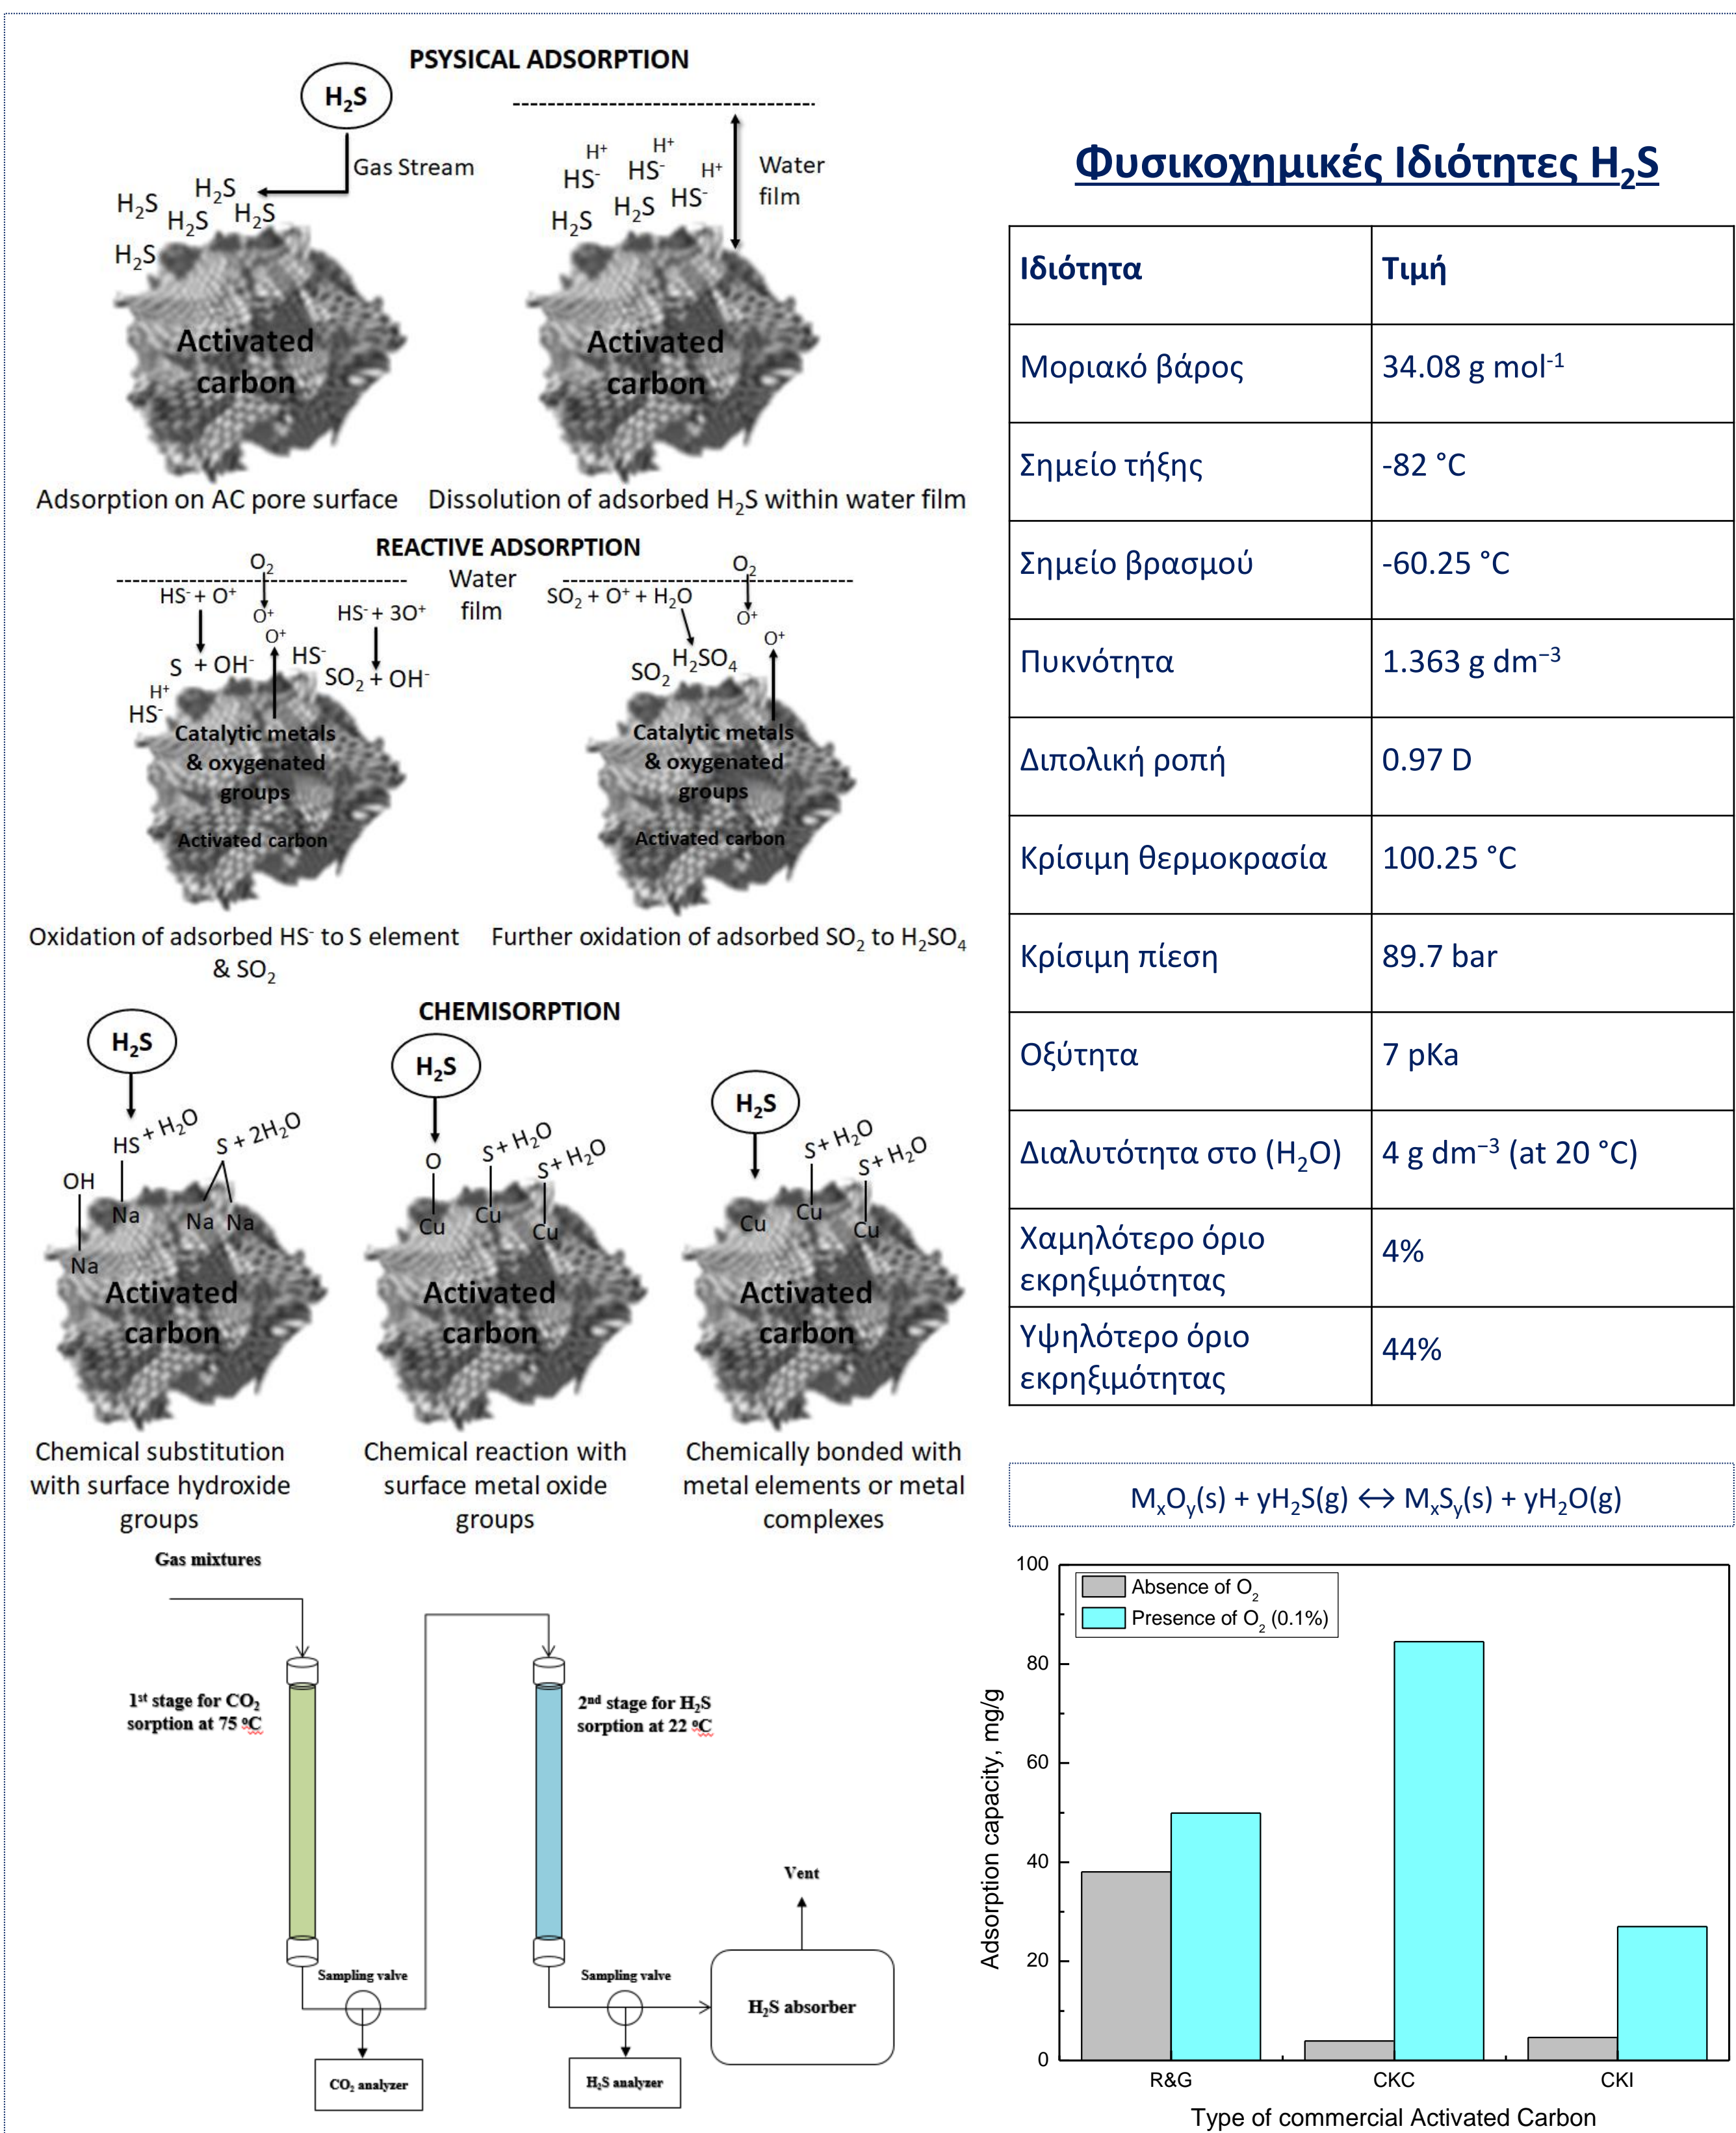 PSYSICAL ADSORPTION
H₂S
Gas Stream
H₂S
H₂S
H₂S
H₂S
H₂S
Activated
carbon
Adsorption on AC pore surface
H⁺
H⁺
H⁺
HS⁻
HS⁻
HS⁻
H₂S
H₂S
Water
film
Activated
carbon
Dissolution of adsorbed H₂S within water film
REACTIVE ADSORPTION
Water
film
O₂
HS⁻ + O⁺
O⁺
O⁺
HS⁻ + 3O⁺
S + OH⁻
HS⁻
SO₂ + OH⁻
H⁺
HS⁻
Catalytic metals
& oxygenated
groups
Activated carbon
Oxidation of adsorbed HS⁻ to S element
& SO₂
O₂
SO₂ + O⁺ + H₂O
O⁺
O⁺
H₂SO₄
SO₂
Catalytic metals
& oxygenated
groups
Activated carbon
Further oxidation of adsorbed SO₂ to H₂SO₄
CHEMISORPTION
H₂S
HS + H₂O
S + 2H₂O
OH
Na
Na Na
Na
Activated
carbon
Chemical substitution
with surface hydroxide
groups
H₂S
O
S + H₂O
S + H₂O
Cu
Cu
Cu
Activated
carbon
Chemical reaction with
surface metal oxide
groups
H₂S
S + H₂O
S + H₂O
Cu
Cu
Cu
Activated
carbon
Chemically bonded with
metal elements or metal
complexes
Gas mixtures
1st stage for CO₂
sorption at 75 ºC
2nd stage for H₂S
sorption at 22 ºC
Sampling valve
CO₂ analyzer
Sampling valve
H₂S analyzer
H₂S absorber
Vent
Φυσικοχημικές Ιδιότητες H₂S
Ιδιότητα Τιμή
Μοριακό βάρος 34.08 g mol⁻¹
Σημείο τήξης -82 °C
Σημείο βρασμού -60.25 °C
Πυκνότητα 1.363 g dm⁻³
Διπολική ροπή 0.97 D
Κρίσιμη θερμοκρασία 100.25 °C
Κρίσιμη πίεση 89.7 bar
Οξύτητα 7 pKa
Διαλυτότητα στο (H₂O) 4 g dm⁻³ (at 20 °C)
Χαμηλότερο όριο
εκρηξιμότητας 4%
Υψηλότερο όριο
εκρηξιμότητας 44%
MₓOᵧ(s) + yH₂S(g) ↔ MₓSᵧ(s) + yH₂O(g)
Absence of O₂
Presence of O₂ (0.1%)
100
80
60
40
20
0
Adsorption capacity, mg/g
R&G CKC CKI
Type of commercial Activated Carbon